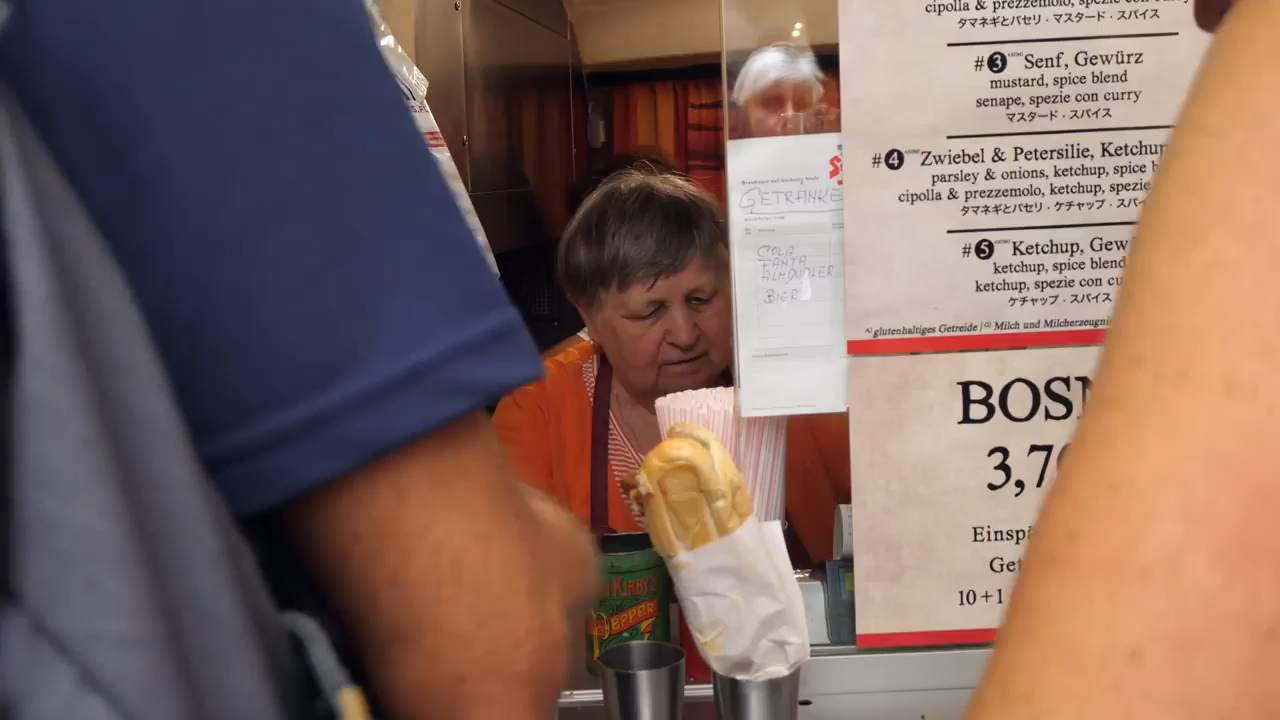 cipolla & prezzemolo, spezie con curry
タマネギとパセリ・マスタード・スパイス
#3 Senf, Gewürz
mustard, spice blend
senape, spezie con curry
マスタード・スパイス
#4 Zwiebel & Petersilie, Ketchup
parsley & onions, ketchup, spice b
cipolla & prezzemolo, ketchup, spezie
タマネギとパセリ・ケチャップ・スパイ
#5 Ketchup, Gew
ketchup, spice blend
ketchup, spezie con cu
ケチャップ・スパイス
A) glutenhaltiges Getreide / G) Milch und Milcherzeugni
BOSN
3,70
Einspä
Get
10+1
GETRÄNKE
COLA
FANTA
ALMDUDLER
BIER
KIRBY'S
PEPPER